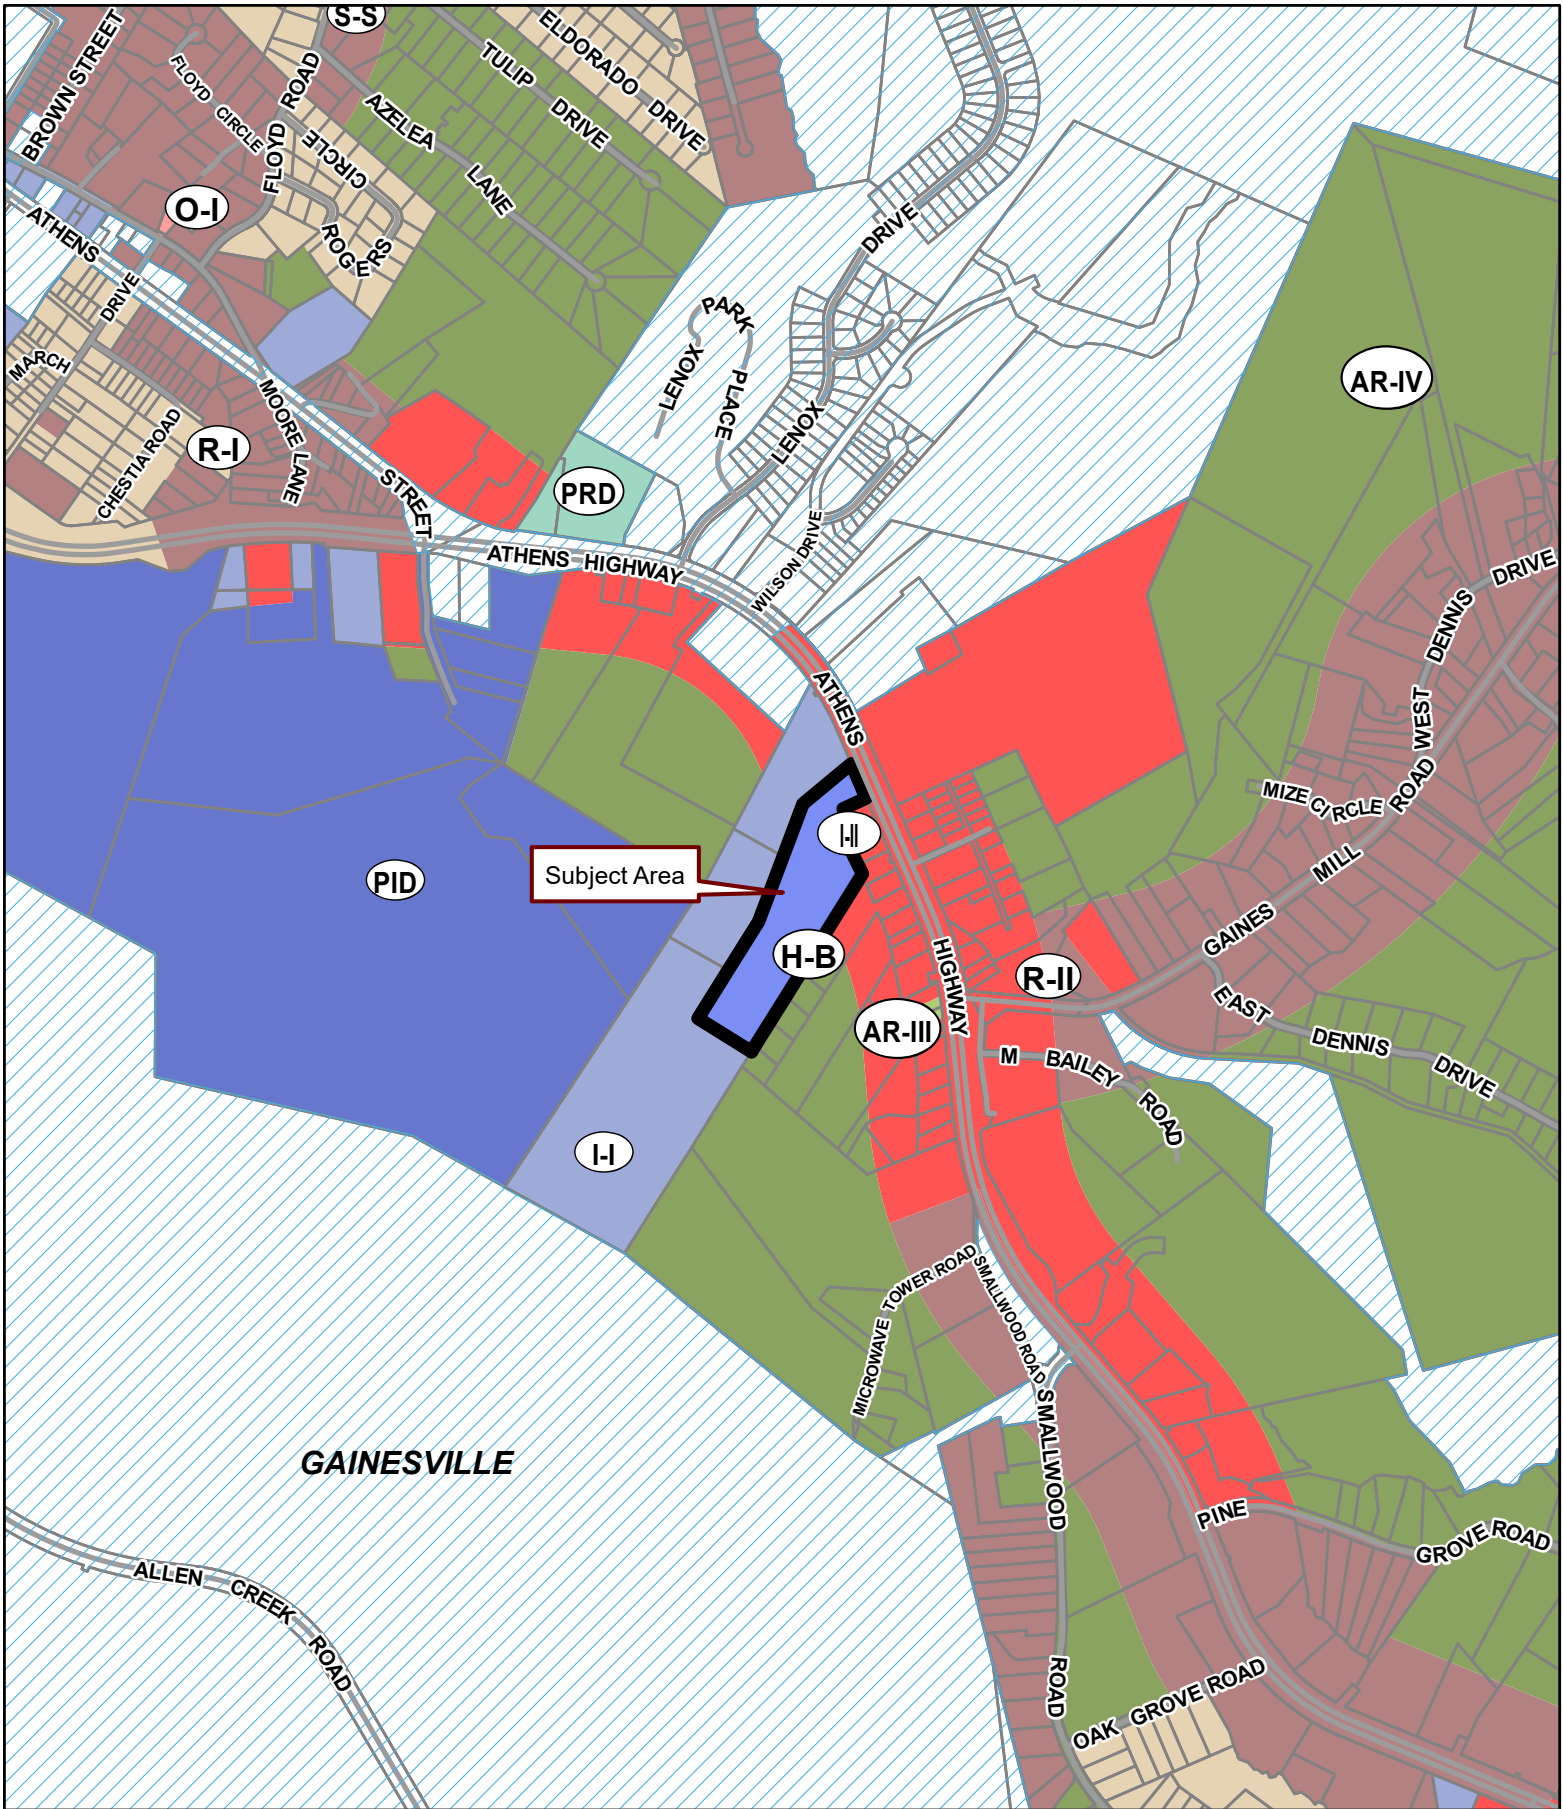 S-S
BROWN STREET
FLOYD CIRCLE
FLOYD ROAD
CIRCLE
ROGERS
AZELEA
LANE
TULIP
DRIVE
ELDORADO DRIVE
O-I
ATHENS
DRIVE
MARCH
CHESTIA ROAD
R-I
MOORE
LANE
STREET
PRD
LENOX
PARK
PLACE
LENOX
DRIVE
WILSON DRIVE
ATHENS HIGHWAY
AR-IV
DENNIS
DRIVE
WEST
MIZE CIRCLE
GAINES
MILL
ROAD
ATHENS
I-II
PID
Subject Area
H-B
HIGHWAY
R-II
AR-III
EAST
DENNIS
DRIVE
M BAILEY
ROAD
I-I
MICROWAVE TOWER ROAD
SMALLWOOD ROAD
SMALLWOOD
ROAD
GAINESVILLE
PINE
GROVE ROAD
ALLEN CREEK
ROAD
OAK GROVE ROAD